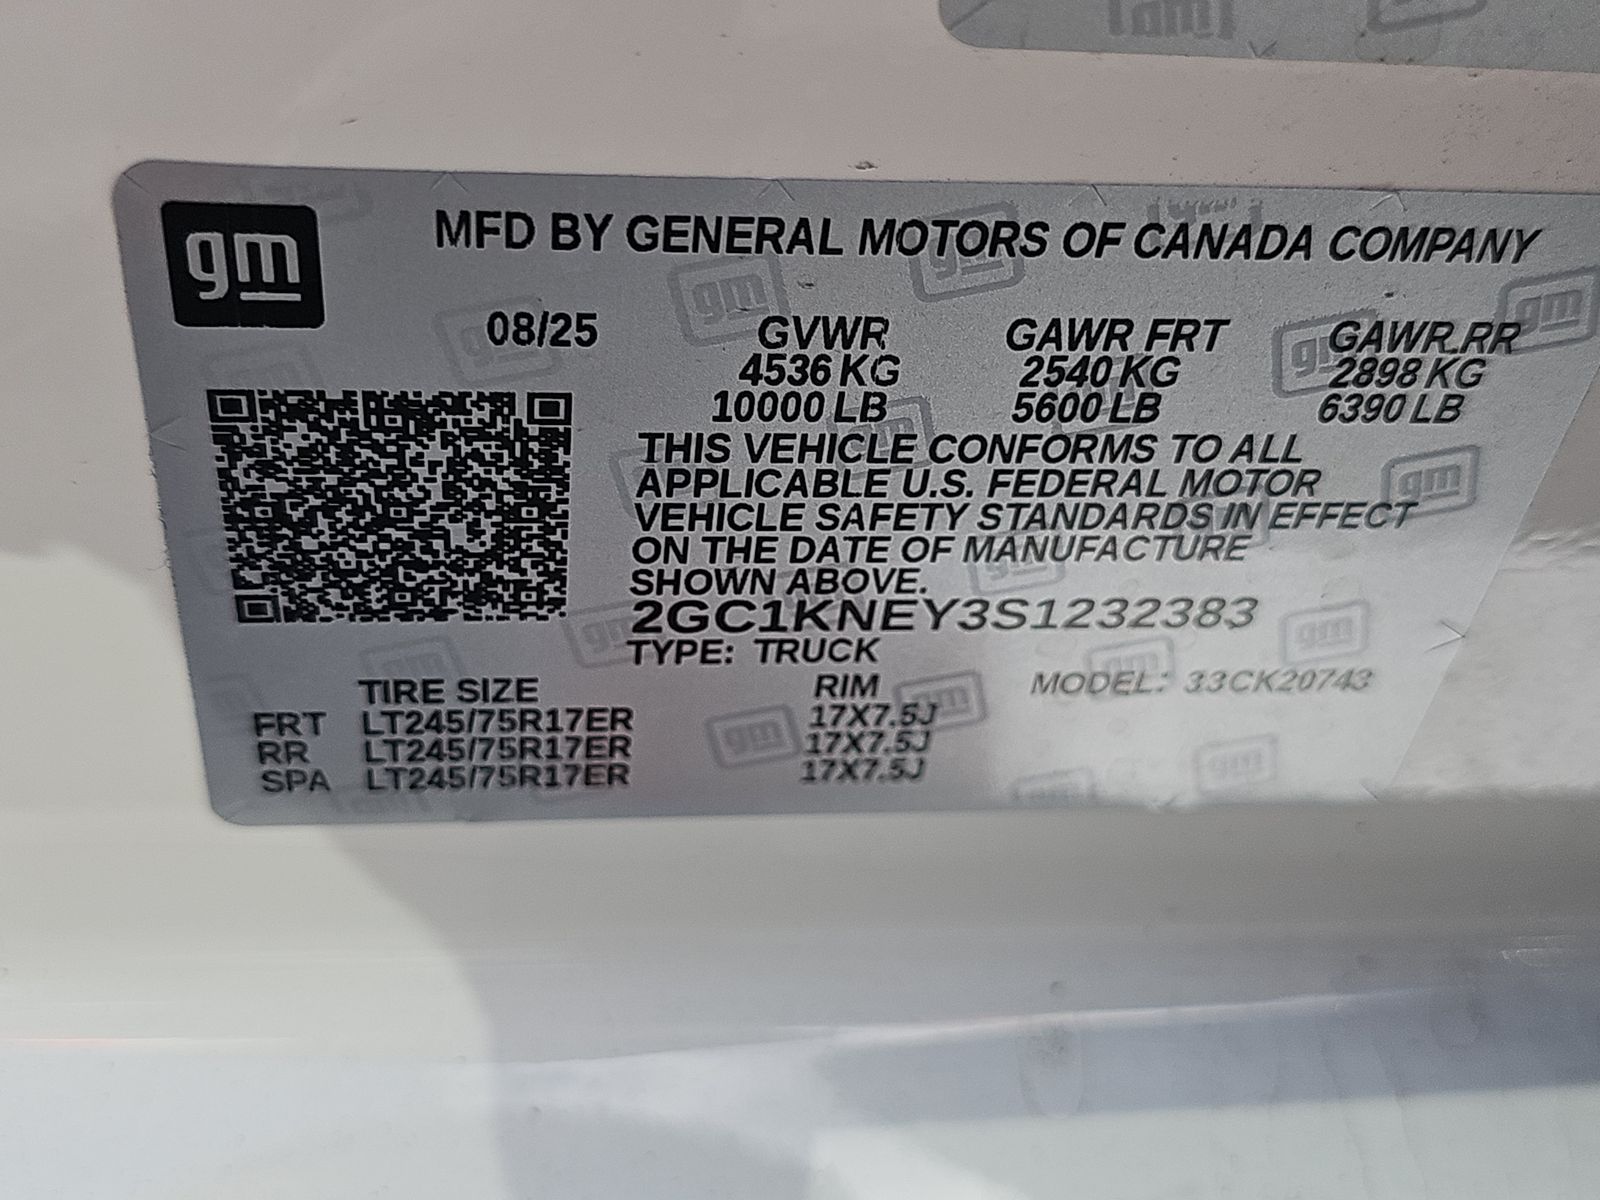 gm MFD BY GENERAL MOTORS OF CANADA COMPANY
08/25 GVWR GAWR FRT GAWR RR
4536 KG 2540 KG 2898 KG
10000 LB 5600 LB 6390 LB
THIS VEHICLE CONFORMS TO ALL
APPLICABLE U.S. FEDERAL MOTOR
VEHICLE SAFETY STANDARDS IN EFFECT
ON THE DATE OF MANUFACTURE
SHOWN ABOVE.
2GC1KNEY3S1232383
TYPE: TRUCK
TIRE SIZE RIM MODEL: 33CK20743
FRT LT245/75R17ER 17X7.5J
RR LT245/75R17ER 17X7.5J
SPA LT245/75R17ER 17X7.5J